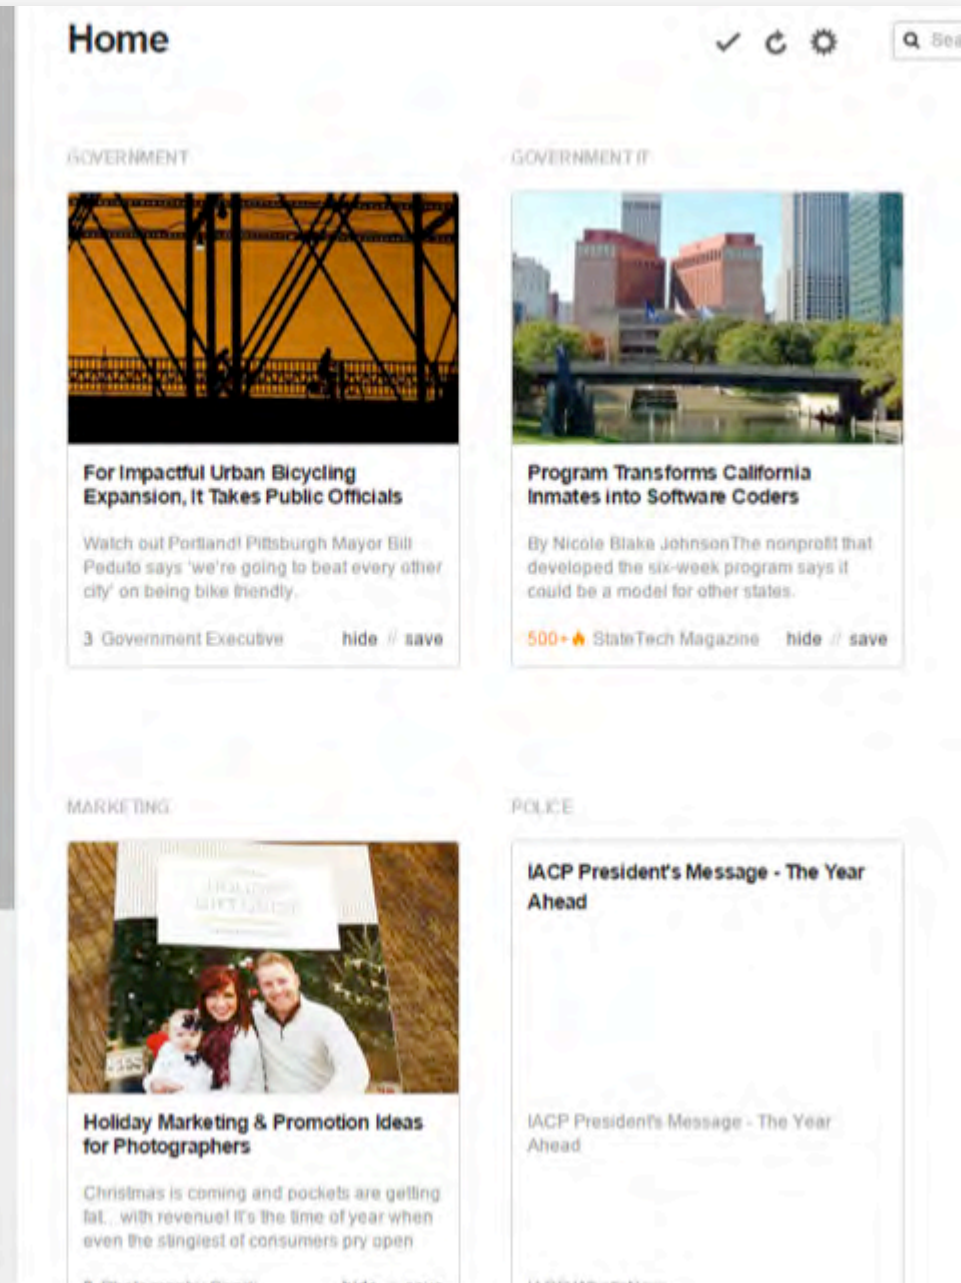 Home
Sea
GOVERNMENT
GOVERNMENT IT
For Impactful Urban Bicycling
Expansion, It Takes Public Officials
Watch out Portland! Pittsburgh Mayor Bill
Peduto says 'we're going to beat every other
city' on being bike friendly.
3 Government Executive hide // save
Program Transforms California
Inmates into Software Coders
By Nicole Blake JohnsonThe nonprofit that
developed the six-week program says it
could be a model for other states.
500+ StateTech Magazine hide // save
MARKETING
POLICE
HOLIDAY
GIFT GUIDE
Holiday Marketing & Promotion Ideas
for Photographers
Christmas is coming and pockets are getting
fat... with revenue! It's the time of year when
even the stingiest of consumers pry open
IACP President's Message - The Year
Ahead
IACP President's Message - The Year
Ahead